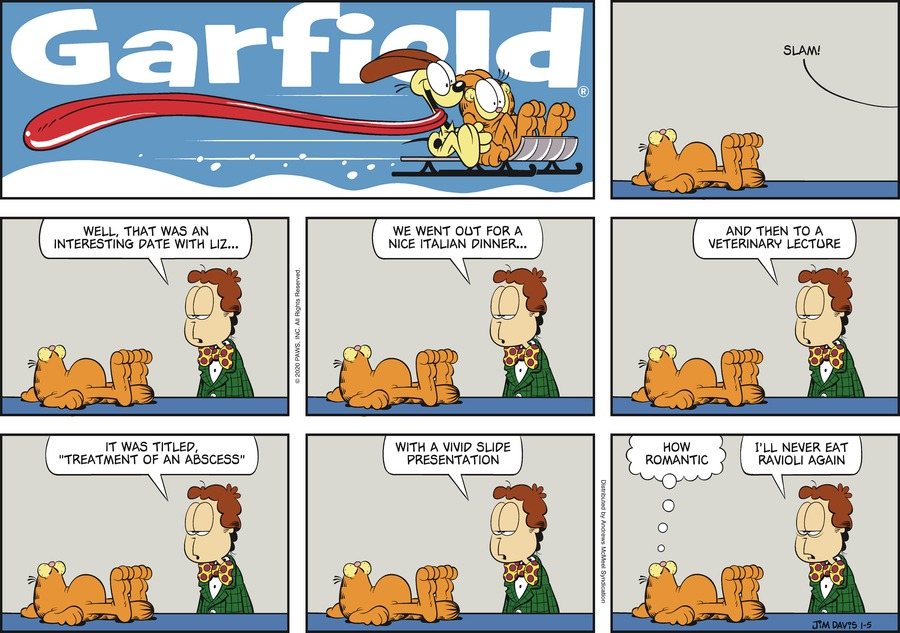 Garfield
®
SLAM!
WELL, THAT WAS AN
INTERESTING DATE WITH LIZ...
© 2020 PAWS, INC. All Rights Reserved.
WE WENT OUT FOR A
NICE ITALIAN DINNER...
AND THEN TO A
VETERINARY LECTURE
IT WAS TITLED,
"TREATMENT OF AN ABSCESS"
WITH A VIVID SLIDE
PRESENTATION
Distributed by Andrews McMeel Syndication
HOW
ROMANTIC
I'LL NEVER EAT
RAVIOLI AGAIN
JIM DAVIS 1-5